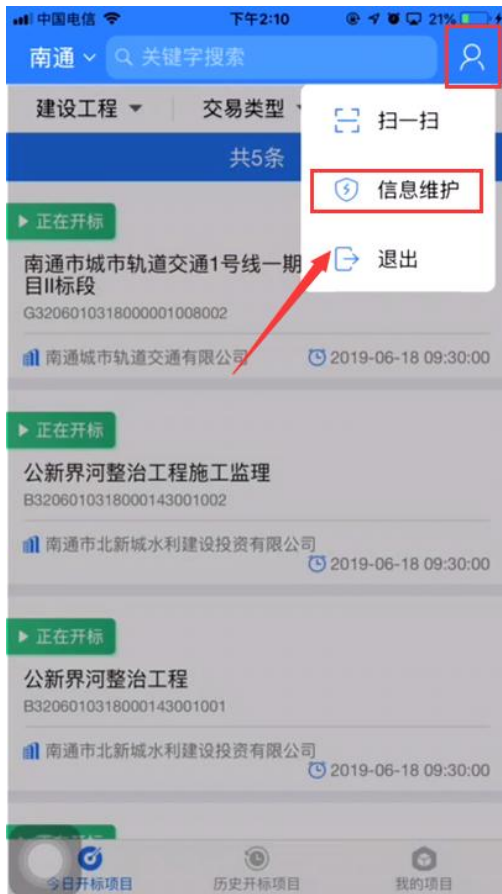 中国电信 下午2:10 21%
南通 关键字搜索
建设工程 交易类型
扫一扫
共5条
信息维护
退出
正在开标
南通市城市轨道交通1号线一期
目II标段
G3206010318000001008002
南通城市轨道交通有限公司 2019-06-18 09:30:00
正在开标
公新界河整治工程施工监理
B3206010318000143001002
南通市北新城水利建设投资有限公司
2019-06-18 09:30:00
正在开标
公新界河整治工程
B3206010318000143001001
南通市北新城水利建设投资有限公司
2019-06-18 09:30:00
今日开标项目 历史开标项目 我的项目